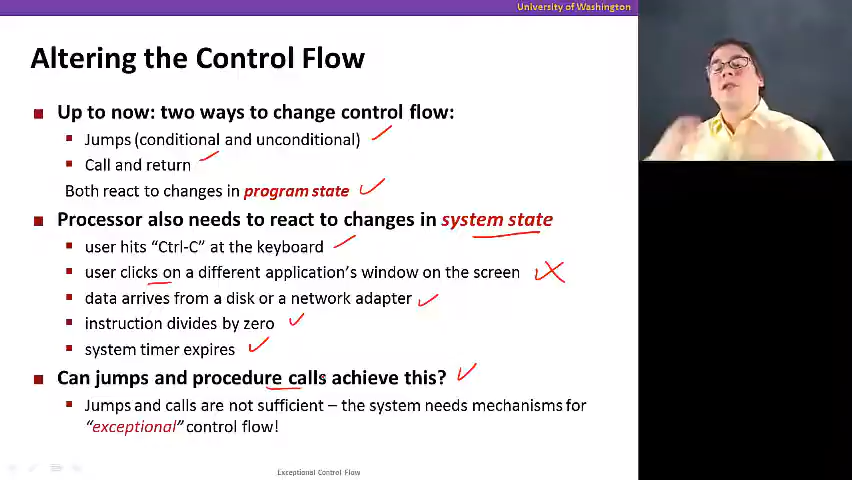 University of Washington
Altering the Control Flow
Up to now: two ways to change control flow:
Jumps (conditional and unconditional)
Call and return
Both react to changes in program state
Processor also needs to react to changes in system state
user hits “Ctrl-C” at the keyboard
user clicks on a different application’s window on the screen
data arrives from a disk or a network adapter
instruction divides by zero
system timer expires
Can jumps and procedure calls achieve this?
Jumps and calls are not sufficient – the system needs mechanisms for
“exceptional” control flow!
Exceptional Control Flow